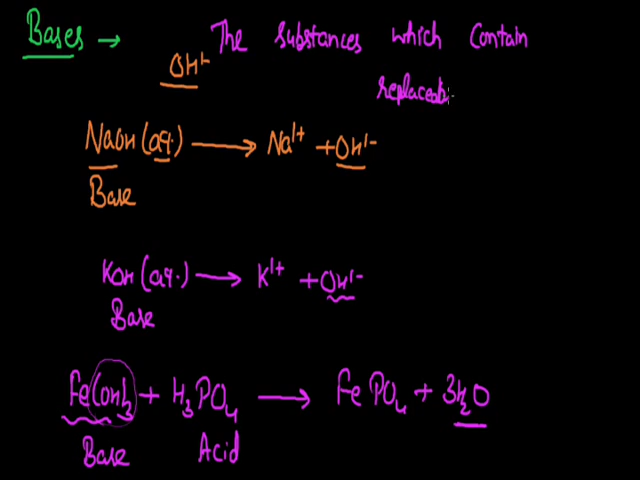 Bases → The substances which contain
OH¹⁻ replaceab
NaOH (aq.) → Na¹⁺ + OH¹⁻
Base
KOH (aq.) → K¹⁺ + OH¹⁻
Base
Fe(OH)₃ + H₃PO₄ → FePO₄ + 3H₂O
Base Acid